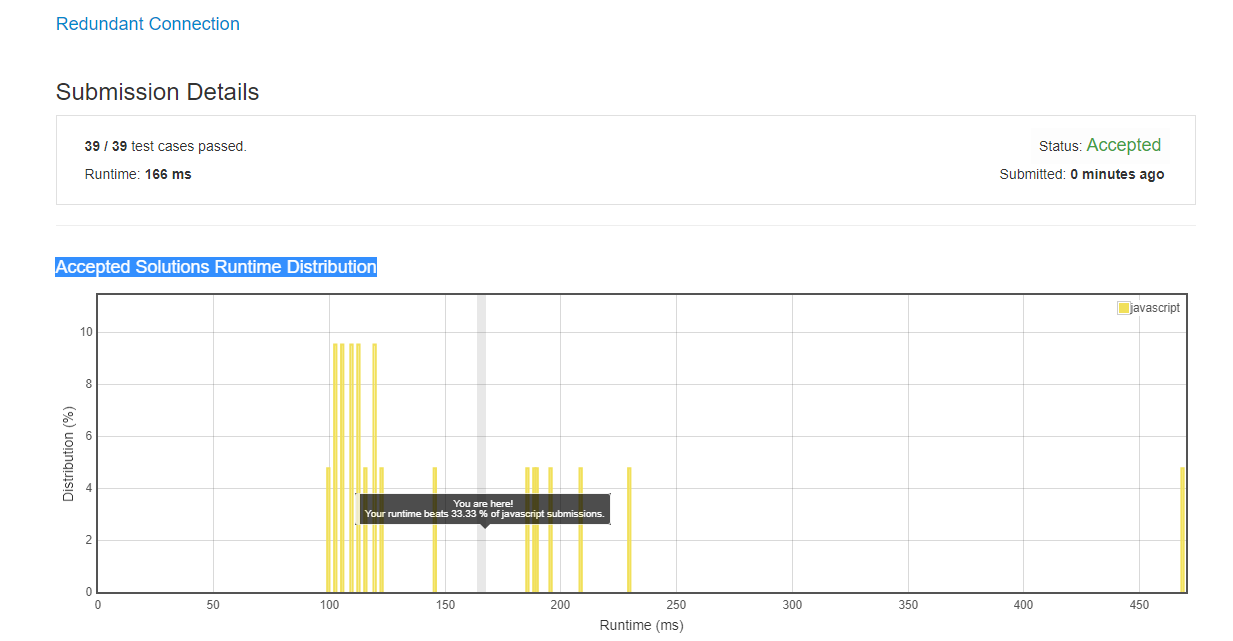 Redundant Connection
Submission Details
39 / 39 test cases passed.
Status: Accepted
Runtime: 166 ms
Submitted: 0 minutes ago
Accepted Solutions Runtime Distribution
javascript
10
8
6
4
2
0
Distribution (%)
You are here!
Your runtime beats 33.33 % of javascript submissions.
0 50 100 150 200 250 300 350 400 450
Runtime (ms)